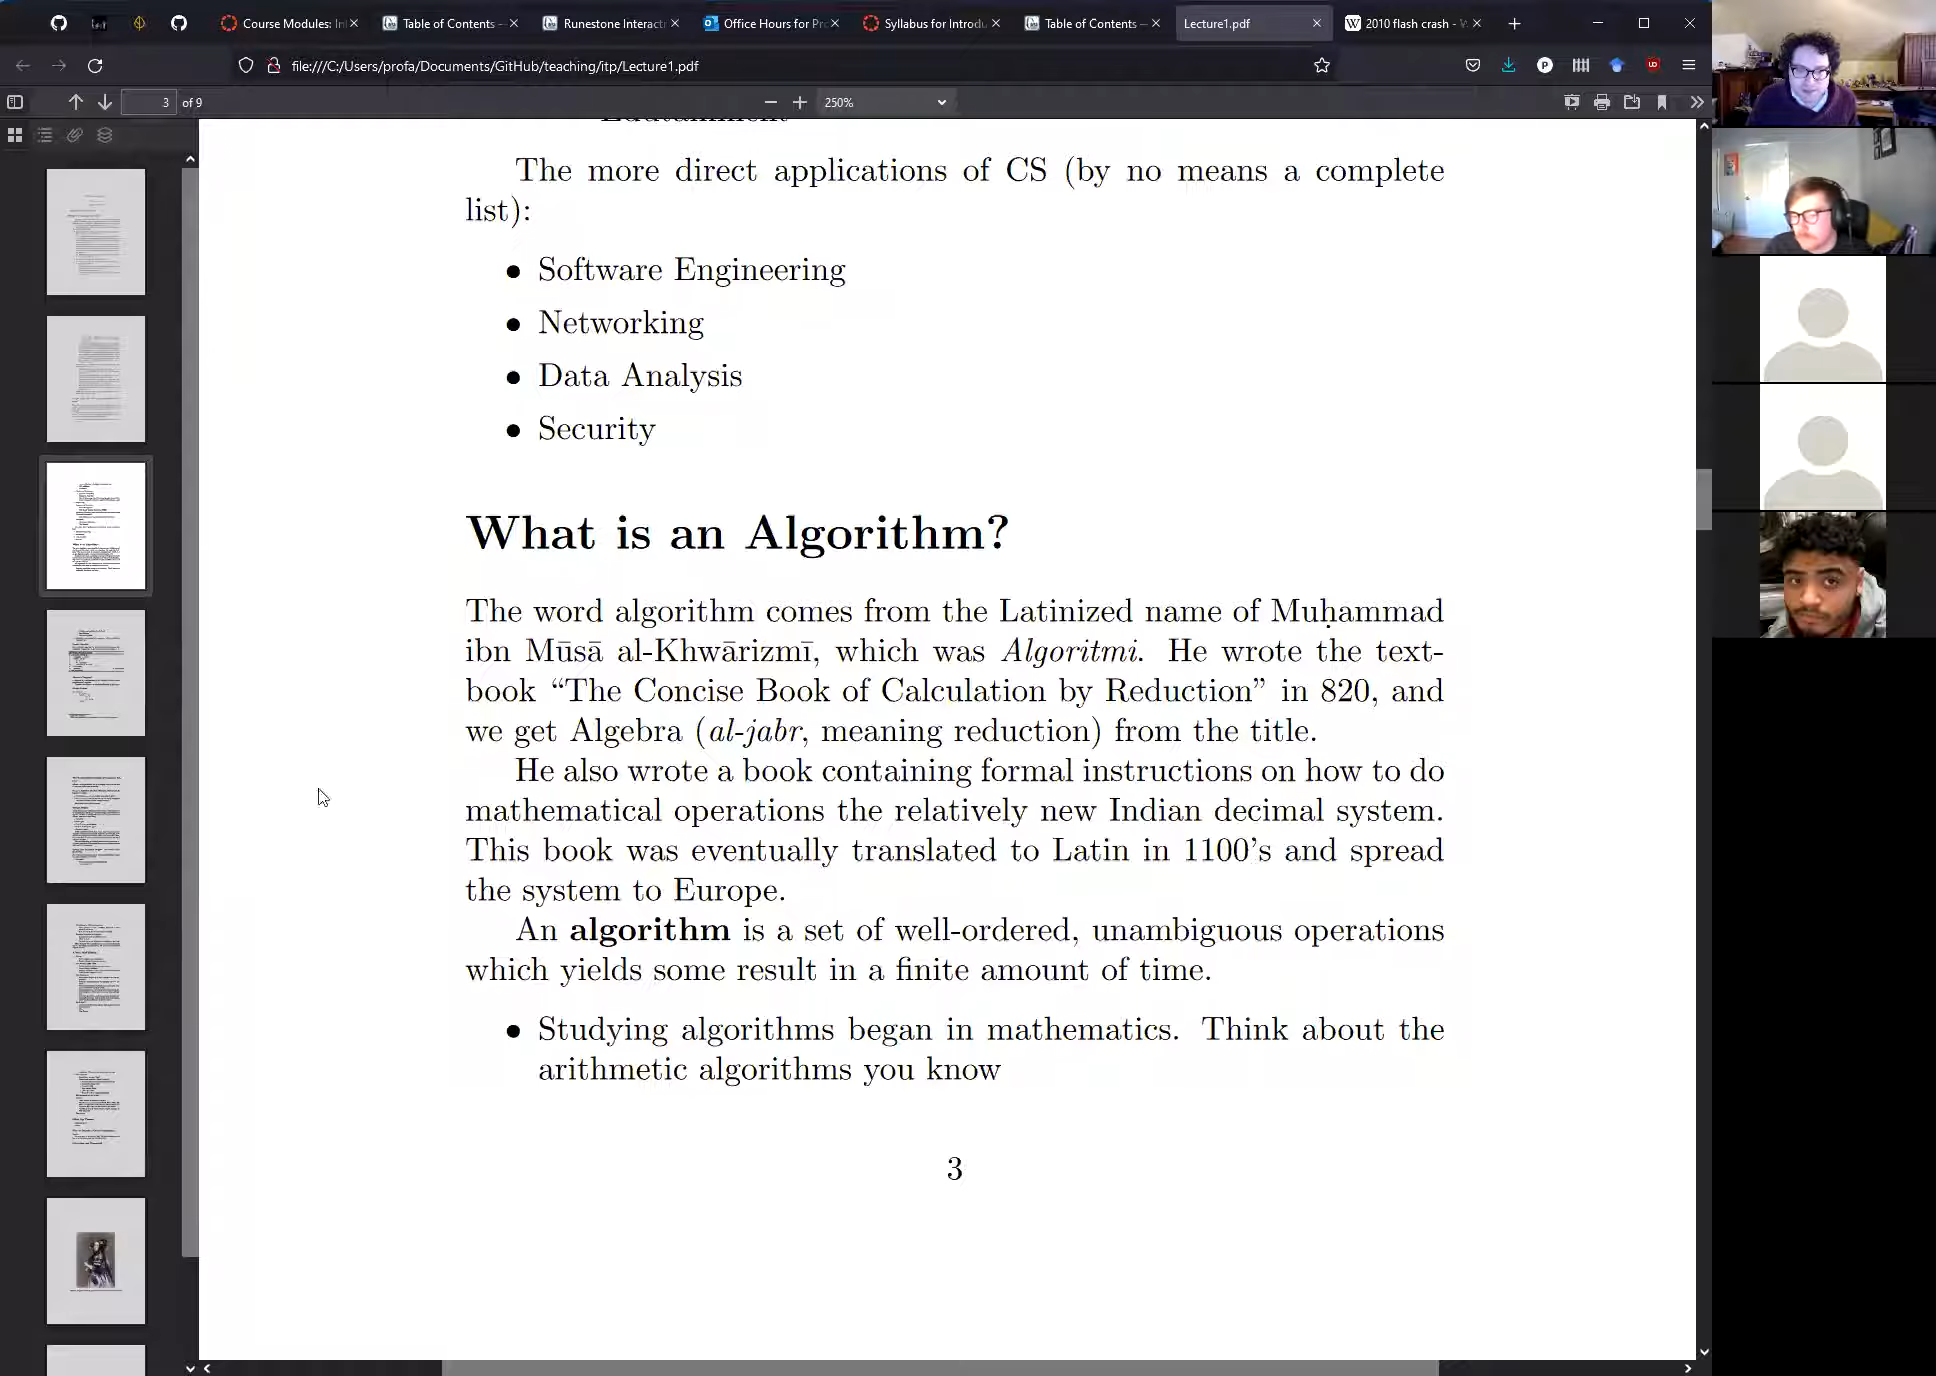 Course Modules: In
Table of Contents —
Runestone Interact
Office Hours for Pr
Syllabus for Introdu
Table of Contents —
Lecture1.pdf
2010 flash crash - W
file:///C:/Users/profa/Documents/GitHub/teaching/itp/Lecture1.pdf
3 of 9
250%
Edutainment
The more direct applications of CS (by no means a complete
list):
• Software Engineering
• Networking
• Data Analysis
• Security
What is an Algorithm?
The word algorithm comes from the Latinized name of Muḥammad
ibn Mūsā al-Khwārizmī, which was Algoritmi. He wrote the text-
book “The Concise Book of Calculation by Reduction” in 820, and
we get Algebra (al-jabr, meaning reduction) from the title.
He also wrote a book containing formal instructions on how to do
mathematical operations the relatively new Indian decimal system.
This book was eventually translated to Latin in 1100’s and spread
the system to Europe.
An algorithm is a set of well-ordered, unambiguous operations
which yields some result in a finite amount of time.
• Studying algorithms began in mathematics. Think about the
arithmetic algorithms you know
3